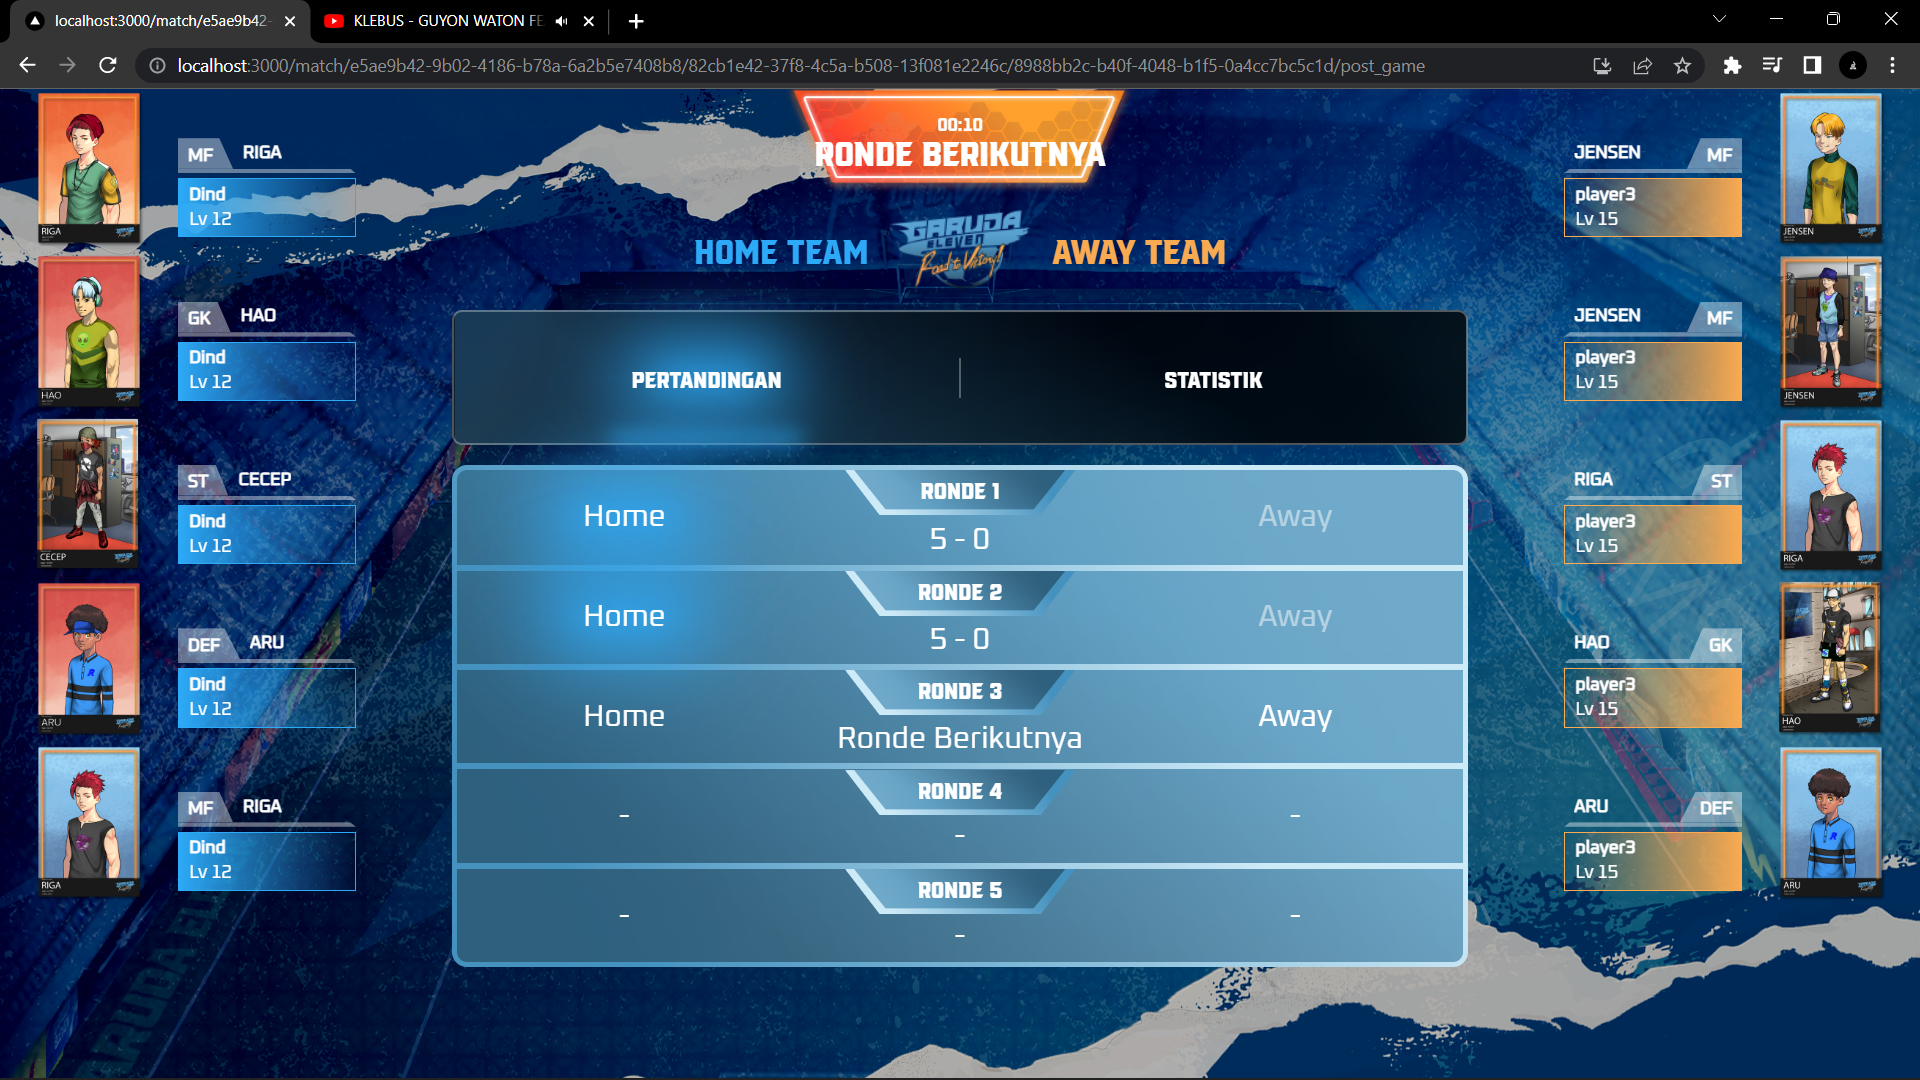 localhost:3000/match/e5ae9b42-
KLEBUS - GUYON WATON FE
localhost:3000/match/e5ae9b42-9b02-4186-b78a-6a2b5e7408b8/82cb1e42-37f8-4c5a-b508-13f081e2246c/8988bb2c-b40f-4048-b1f5-0a4cc7bc5c1d/post_game
00:10
RONDE BERIKUTNYA
HOME TEAM
GARUDA
ELEVEN
Road to Victory!
AWAY TEAM
PERTANDINGAN
STATISTIK
RONDE 1
Home
5 - 0
Away
RONDE 2
Home
5 - 0
Away
RONDE 3
Home
Ronde Berikutnya
Away
RONDE 4
-
-
-
RONDE 5
-
-
-
RIGA
MF RIGA
Dind
Lv 12
HAO
GK HAO
Dind
Lv 12
CECEP
ST CECEP
Dind
Lv 12
ARU
DEF ARU
Dind
Lv 12
RIGA
MF RIGA
Dind
Lv 12
JENSEN MF
player3
Lv 15
JENSEN
JENSEN MF
player3
Lv 15
JENSEN
RIGA ST
player3
Lv 15
RIGA
HAO GK
player3
Lv 15
HAO
ARU DEF
player3
Lv 15
ARU